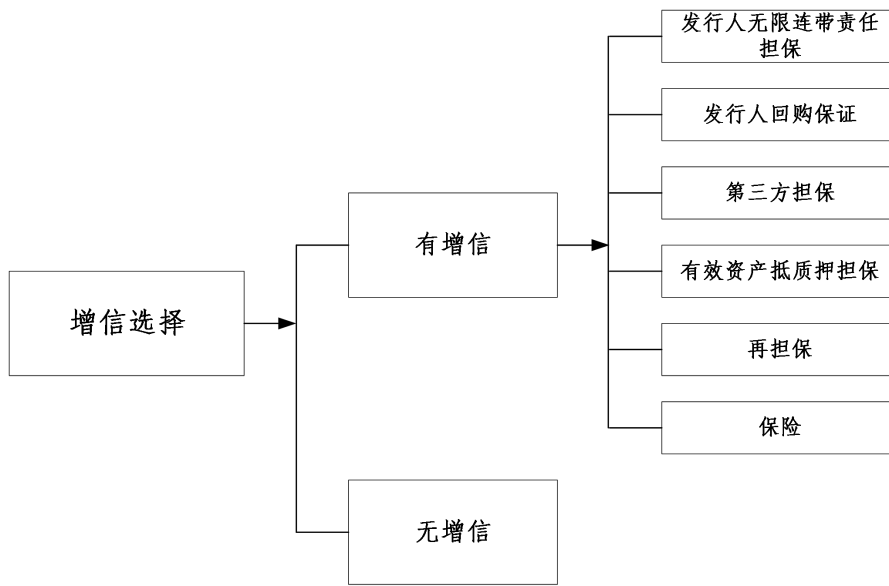 发行人无限连带责任
担保
发行人回购保证
第三方担保
有增信
有效资产抵质押担保
增信选择
再担保
保险
无增信